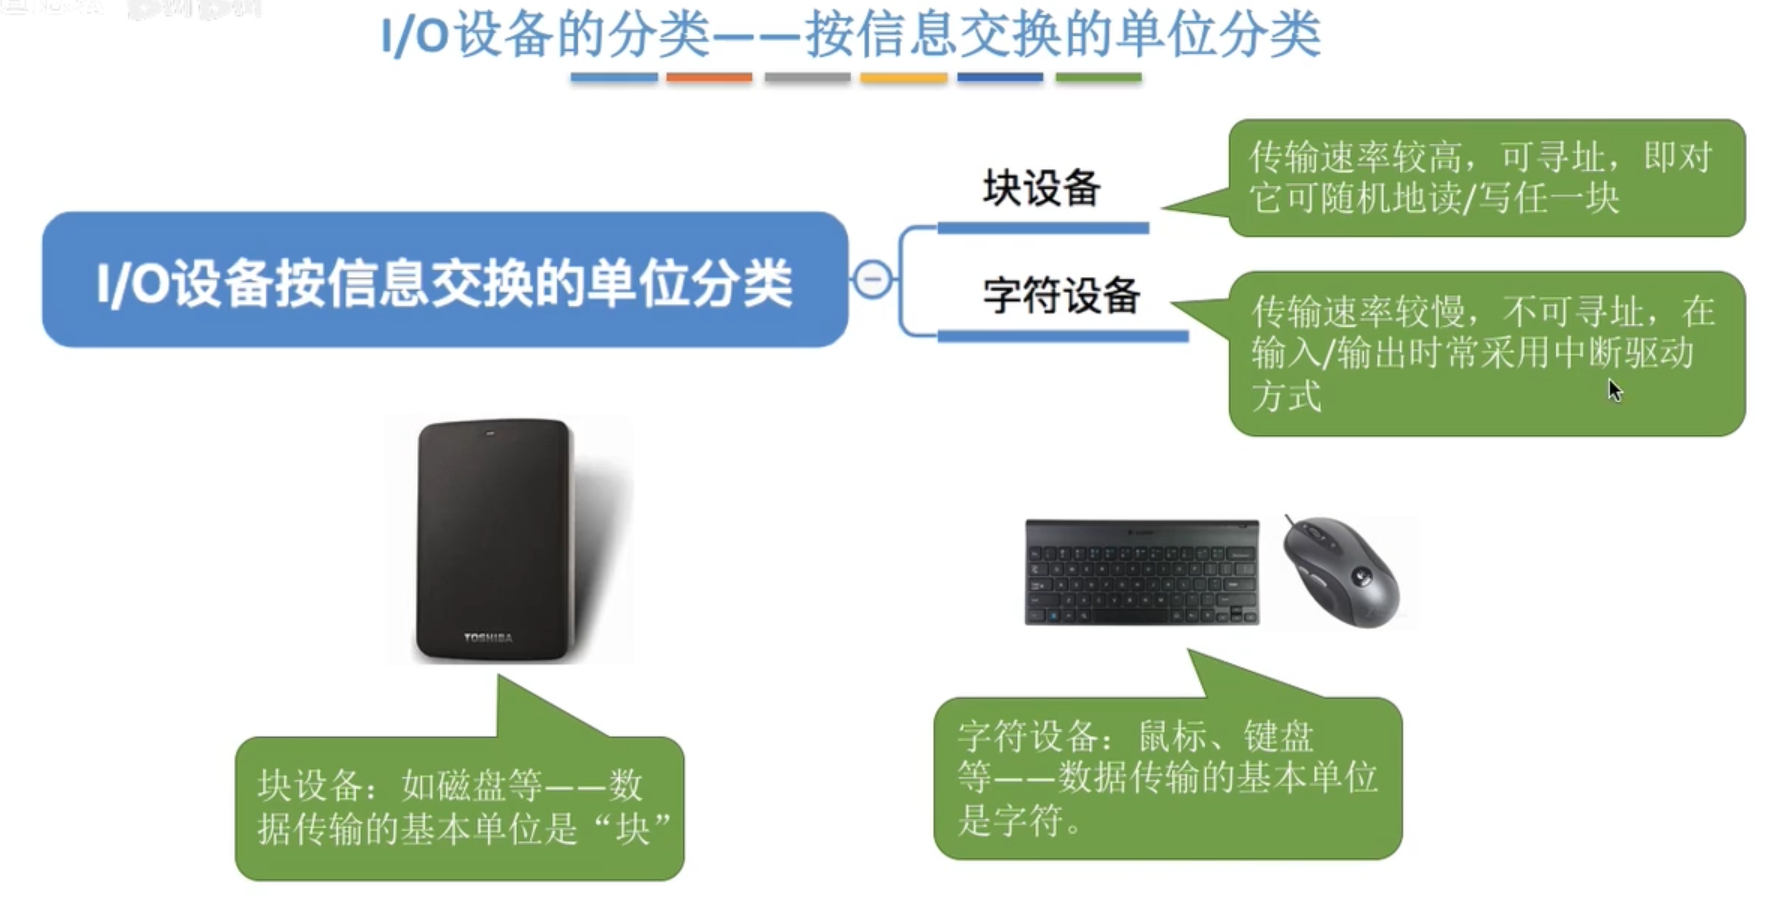 I/O设备的分类——按信息交换的单位分类
I/O设备按信息交换的单位分类
块设备
传输速率较高，可寻址，即对
它可随机地读/写任一块
字符设备
传输速率较慢，不可寻址，在
输入/输出时常采用中断驱动
方式
TOSHIBA
块设备：如磁盘等——数
据传输的基本单位是“块”
字符设备：鼠标、键盘
等——数据传输的基本单位
是字符。